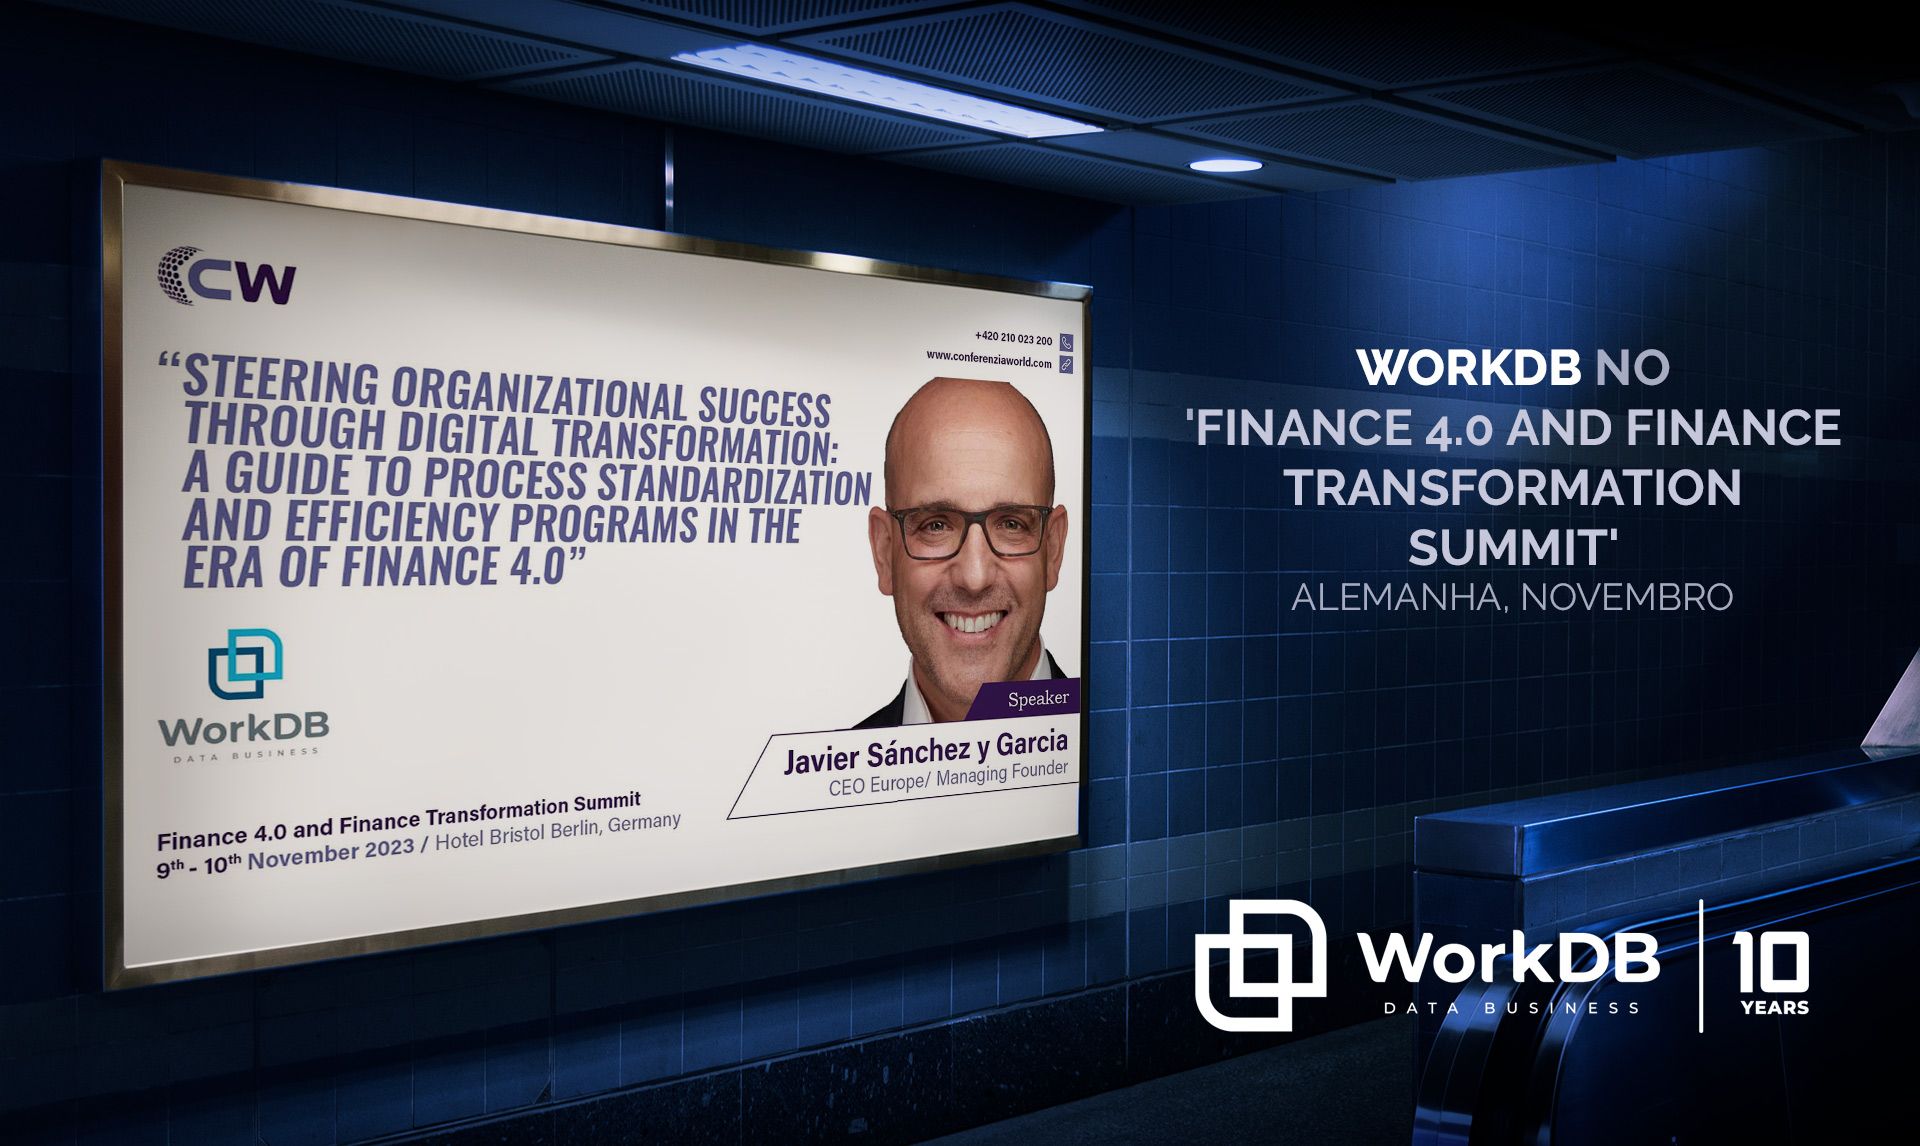 CW
+420 210 023 200
www.conferenziaworld.com
“STEERING ORGANIZATIONAL SUCCESS
THROUGH DIGITAL TRANSFORMATION:
A GUIDE TO PROCESS STANDARDIZATION
AND EFFICIENCY PROGRAMS IN THE
ERA OF FINANCE 4.0”
WorkDB
DATA BUSINESS
Speaker
Javier Sánchez y Garcia
CEO Europe/ Managing Founder
Finance 4.0 and Finance Transformation Summit
9th - 10th November 2023 / Hotel Bristol Berlin, Germany
WORKDB NO
'FINANCE 4.0 AND FINANCE
TRANSFORMATION
SUMMIT'
ALEMANHA, NOVEMBRO
WorkDB
DATA BUSINESS
10
YEARS